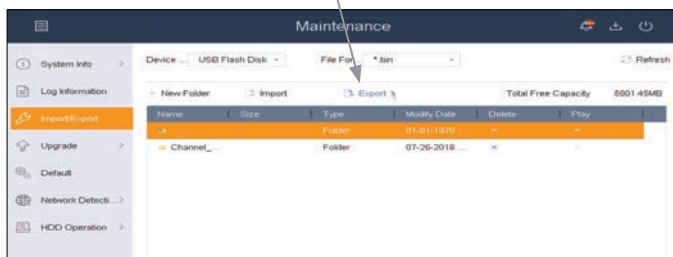 Maintenance
System Info
Log Information
Import/Export
Upgrade
Default
Network Detecti...
HDD Operation
Device ... USB Flash Disk
File For... *.bin
Refresh
New Folder Import Export Total Free Capacity 5801.45MB
Name Size Type Modify Date Delete Play
Folder 01-01-1970
Channel_... Folder 07-26-2018 ...